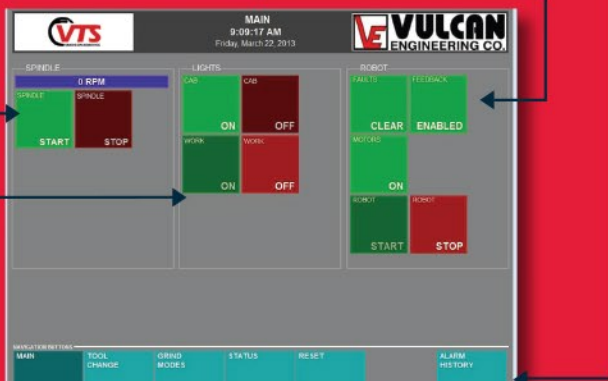 VTS
MAIN
9:09:17 AM
Friday, March 22, 2013
VE VULCAN
ENGINEERING CO.
SPINDLE
0 RPM
SPINDLE
START
SPINDLE
STOP
LIGHTS
CAB
ON
CAB
OFF
WORK
ON
WORK
OFF
ROBOT
FAULTS
CLEAR
FEEDBACK
ENABLED
MOTORS
ON
ROBOT
START
ROBOT
STOP
NAVIGATION BUTTONS
MAIN
TOOL
CHANGE
GRIND
MODES
STATUS
RESET
ALARM
HISTORY